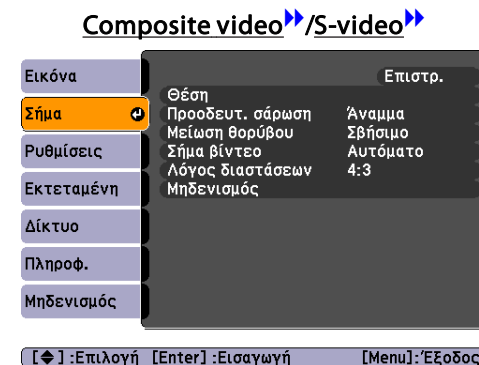 Composite video/S-video
Εικόνα
Σήμα
Ρυθμίσεις
Εκτεταμένη
Δίκτυο
Πληροφ.
Μηδενισμός
Επιστρ.
Θέση
Προοδευτ. σάρωση Άναμμα
Μείωση θορύβου Σβήσιμο
Σήμα βίντεο Αυτόματο
Λόγος διαστάσεων 4:3
Μηδενισμός
[◆] :Επιλογή [Enter] :Εισαγωγή [Menu]:Έξοδος